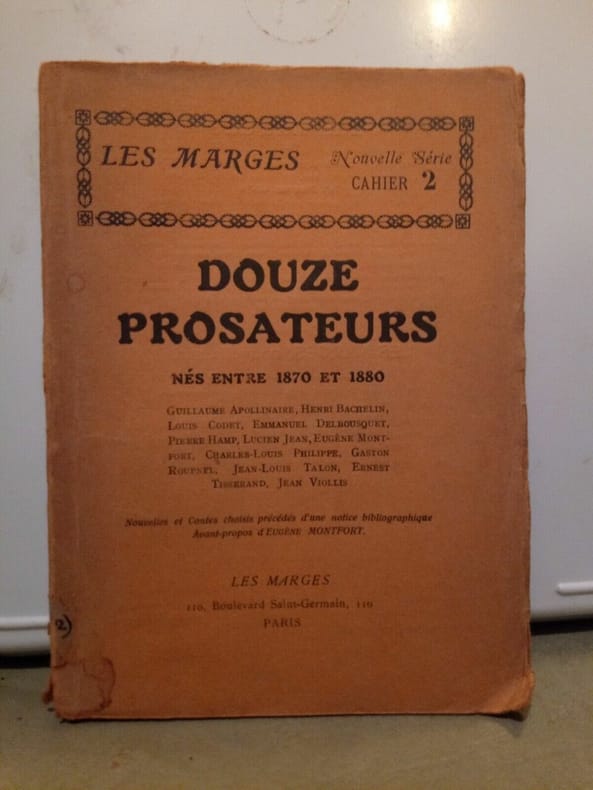 LES MARGES Nouvelle Série
CAHIER 2
DOUZE
PROSATEURS
NÉS ENTRE 1870 ET 1880
GUILLAUME APOLLINAIRE, HENRI BACHELIN,
LOUIS CODET, EMMANUEL DELBOUSQUET,
PIERRE HAMP, LUCIEN JEAN, EUGÈNE MONT-
FORT, CHARLES-LOUIS PHILIPPE, GASTON
ROUPNEL, JEAN-LOUIS TALON, ERNEST
TISSERAND, JEAN VIOLLIS
Nouvelles et Contes choisis précédés d'une notice bibliographique
Avant-propos d'EUGÈNE MONTFORT.
LES MARGES
110, Boulevard Saint-Germain, 110
PARIS
2)